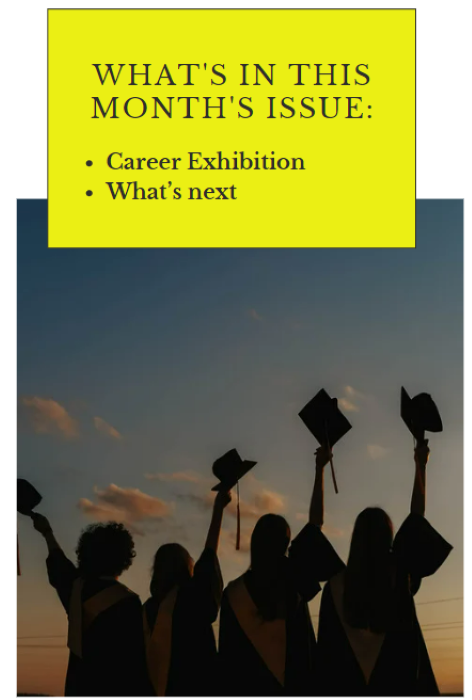 WHAT'S IN THIS
MONTH'S ISSUE:
• Career Exhibition
• What's next